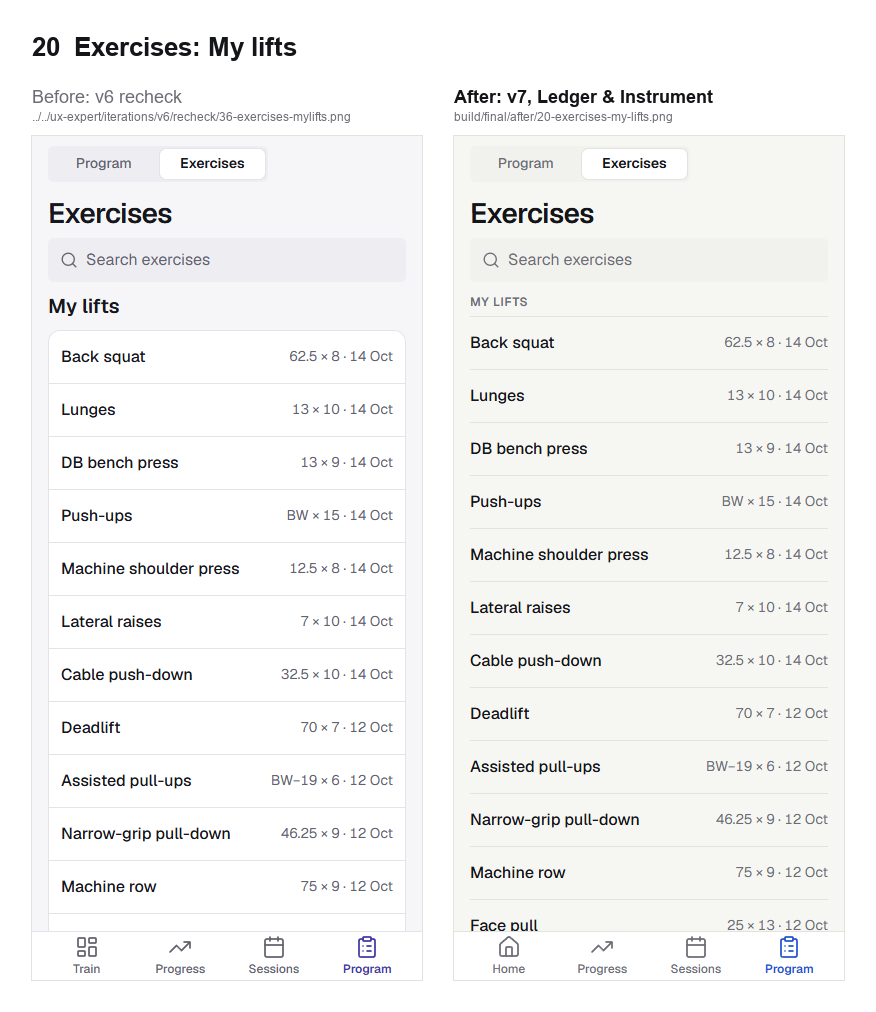 20 Exercises: My lifts
Before: v6 recheck
../../ux-expert/iterations/v6/recheck/36-exercises-mylifts.png
Program Exercises
Exercises
Search exercises
My lifts
Back squat 62.5 × 8 · 14 Oct
Lunges 13 × 10 · 14 Oct
DB bench press 13 × 9 · 14 Oct
Push-ups BW × 15 · 14 Oct
Machine shoulder press 12.5 × 8 · 14 Oct
Lateral raises 7 × 10 · 14 Oct
Cable push-down 32.5 × 10 · 14 Oct
Deadlift 70 × 7 · 12 Oct
Assisted pull-ups BW−19 × 6 · 12 Oct
Narrow-grip pull-down 46.25 × 9 · 12 Oct
Machine row 75 × 9 · 12 Oct
Train Progress Sessions Program
After: v7, Ledger & Instrument
build/final/after/20-exercises-my-lifts.png
Program Exercises
Exercises
Search exercises
MY LIFTS
Back squat 62.5 × 8 · 14 Oct
Lunges 13 × 10 · 14 Oct
DB bench press 13 × 9 · 14 Oct
Push-ups BW × 15 · 14 Oct
Machine shoulder press 12.5 × 8 · 14 Oct
Lateral raises 7 × 10 · 14 Oct
Cable push-down 32.5 × 10 · 14 Oct
Deadlift 70 × 7 · 12 Oct
Assisted pull-ups BW−19 × 6 · 12 Oct
Narrow-grip pull-down 46.25 × 9 · 12 Oct
Machine row 75 × 9 · 12 Oct
Face pull 25 × 13 · 12 Oct
Home Progress Sessions Program